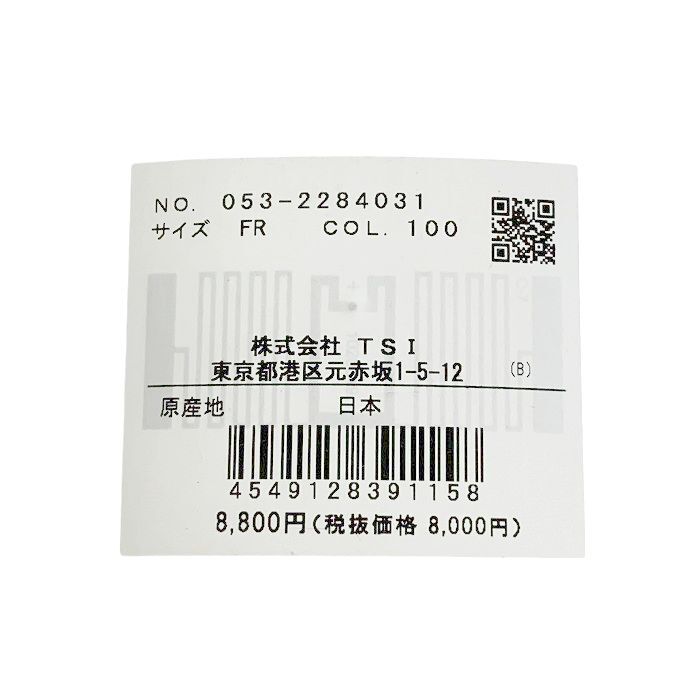 NO. 053-2284031
サイズ FR COL. 100
株式会社 TSI
東京都港区元赤坂1-5-12 (B)
原産地 日本
4549128391158
8,800円(税抜価格 8,000円)